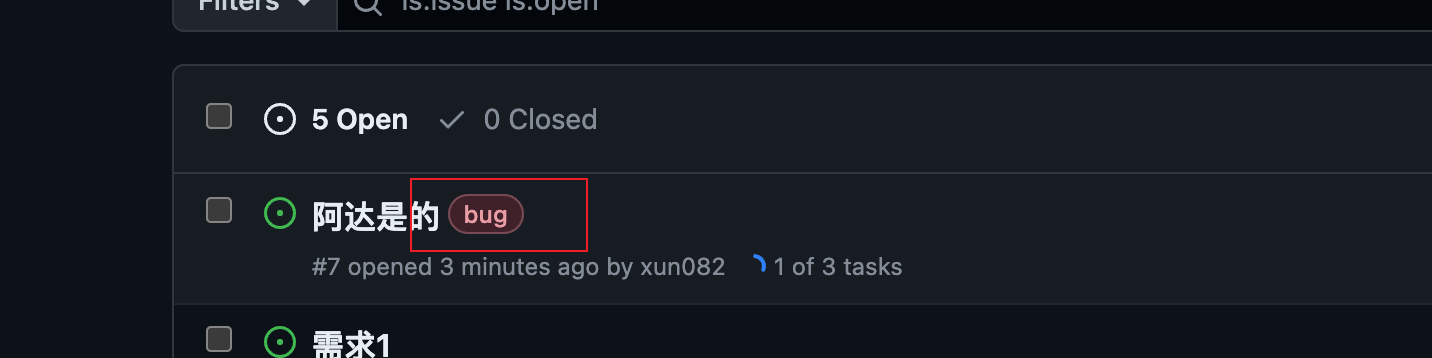 Filters is:issue is:open
5 Open 0 Closed
阿达是的 bug
#7 opened 3 minutes ago by xun082 1 of 3 tasks
需求1